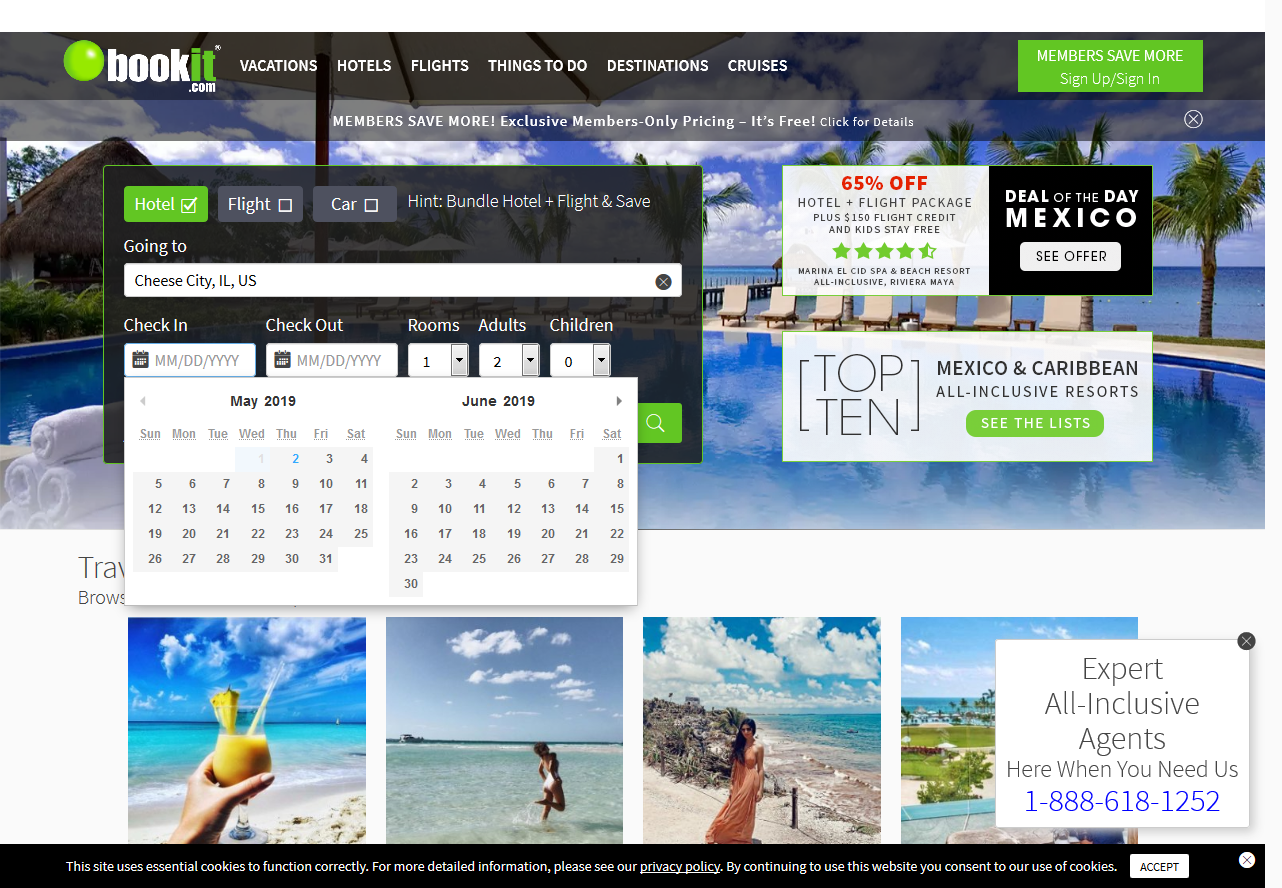 bookit®
.com
VACATIONS HOTELS FLIGHTS THINGS TO DO DESTINATIONS CRUISES
MEMBERS SAVE MORE
Sign Up/Sign In
MEMBERS SAVE MORE! Exclusive Members-Only Pricing – It's Free! Click for Details
Hotel Flight Car Hint: Bundle Hotel + Flight & Save
Going to
Cheese City, IL, US
Check In Check Out Rooms Adults Children
MM/DD/YYYY MM/DD/YYYY 1 2 0
May 2019
Sun Mon Tue Wed Thu Fri Sat
1 2 3 4
5 6 7 8 9 10 11
12 13 14 15 16 17 18
19 20 21 22 23 24 25
26 27 28 29 30 31
June 2019
Sun Mon Tue Wed Thu Fri Sat
1
2 3 4 5 6 7 8
9 10 11 12 13 14 15
16 17 18 19 20 21 22
23 24 25 26 27 28 29
30
65% OFF
HOTEL + FLIGHT PACKAGE
PLUS $150 FLIGHT CREDIT
AND KIDS STAY FREE
MARINA EL CID SPA & BEACH RESORT
ALL-INCLUSIVE, RIVIERA MAYA
DEAL OF THE DAY
MEXICO
SEE OFFER
TOP
TEN
MEXICO & CARIBBEAN
ALL-INCLUSIVE RESORTS
SEE THE LISTS
Expert
All-Inclusive
Agents
Here When You Need Us
1-888-618-1252
This site uses essential cookies to function correctly. For more detailed information, please see our privacy policy. By continuing to use this website you consent to our use of cookies. ACCEPT